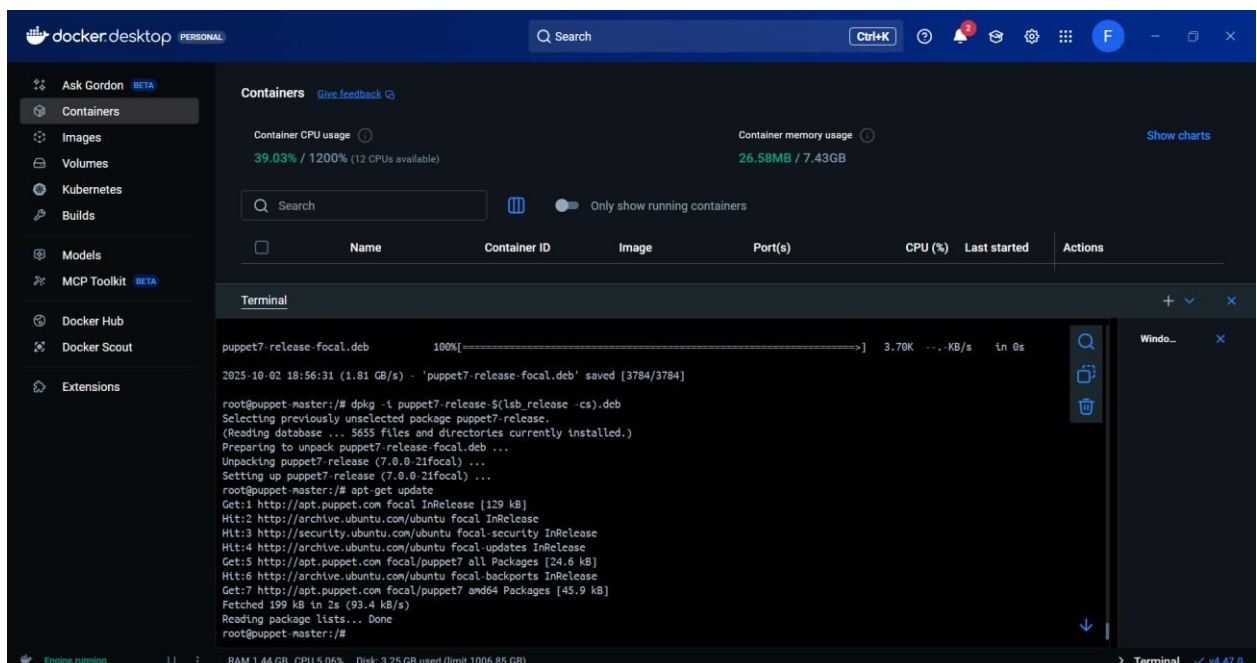 docker.desktop PERSONAL
Search
Ctrl+K
2
F
Ask Gordon BETA
Containers
Images
Volumes
Kubernetes
Builds
Models
MCP Toolkit BETA
Docker Hub
Docker Scout
Extensions
Containers Give feedback
Container CPU usage
39.03% / 1200% (12 CPUs available)
Container memory usage
26.58MB / 7.43GB
Show charts
Search
Only show running containers
Name Container ID Image Port(s) CPU (%) Last started Actions
Terminal
puppet7-release-focal.deb 100%[===================================================================>] 3.70K --.-KB/s in 0s
2025-10-02 18:56:31 (1.81 GB/s) - 'puppet7-release-focal.deb' saved [3784/3784]
root@puppet-master:/# dpkg -i puppet7-release-$(lsb_release -cs).deb
Selecting previously unselected package puppet7-release.
(Reading database ... 5655 files and directories currently installed.)
Preparing to unpack puppet7-release-focal.deb ...
Unpacking puppet7-release (7.0.0-21focal) ...
Setting up puppet7-release (7.0.0-21focal) ...
root@puppet-master:/# apt-get update
Get:1 http://apt.puppet.com focal InRelease [129 kB]
Hit:2 http://archive.ubuntu.com/ubuntu focal InRelease
Hit:3 http://security.ubuntu.com/ubuntu focal-security InRelease
Hit:4 http://archive.ubuntu.com/ubuntu focal-updates InRelease
Get:5 http://apt.puppet.com focal/puppet7 all Packages [24.6 kB]
Hit:6 http://archive.ubuntu.com/ubuntu focal-backports InRelease
Get:7 http://apt.puppet.com focal/puppet7 amd64 Packages [45.9 kB]
Fetched 199 kB in 2s (93.4 kB/s)
Reading package lists... Done
root@puppet-master:/#
Windo...
Engine running
RAM 1.44 GB CPU 5.06% Disk: 3.25 GB used (limit 1006.85 GB)
Terminal
v4.47.0